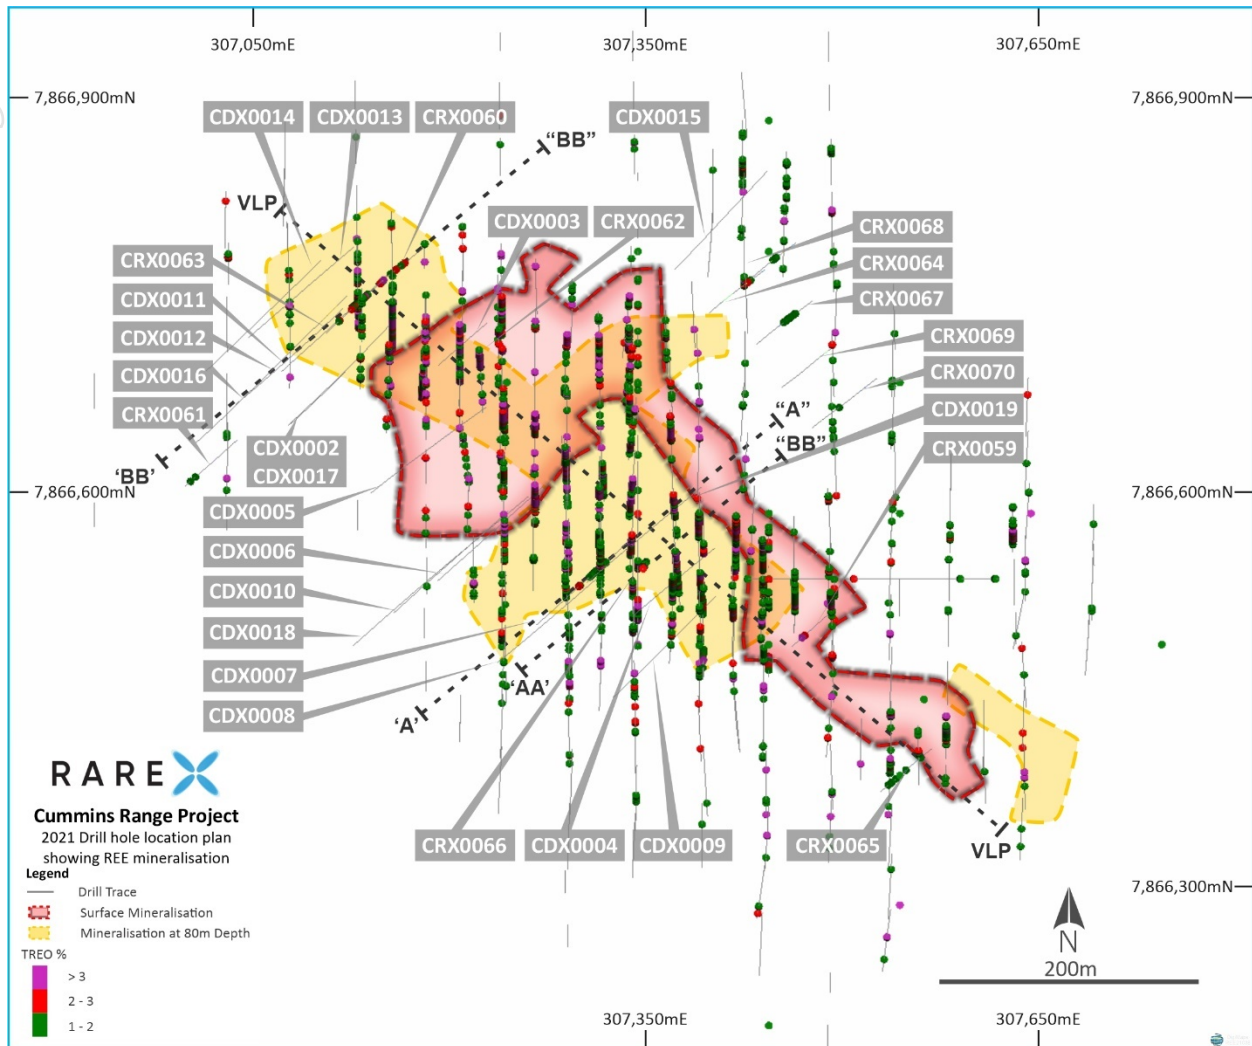 307,050mE
307,350mE
307,650mE
7,866,900mN
7,866,900mN
CDX0014
CDX0013
CRX0060
CDX0015
"BB"
VLP
CDX0003
CRX0062
CRX0068
CRX0063
CRX0064
CDX0011
CRX0067
CDX0012
CRX0069
CDX0016
CRX0070
CRX0061
CDX0019
"A"
CDX0002
CDX0017
"BB"
CRX0059
'BB'
7,866,600mN
7,866,600mN
CDX0005
CDX0006
CDX0010
CDX0018
CDX0007
'AA'
CDX0008
'A'
CRX0066
CDX0004
CDX0009
CRX0065
VLP
RAREX
Cummins Range Project
2021 Drill hole location plan
showing REE mineralisation
Legend
Drill Trace
Surface Mineralisation
Mineralisation at 80m Depth
TREO %
> 3
2 - 3
1 - 2
7,866,300mN
N
200m
307,350mE
307,650mE